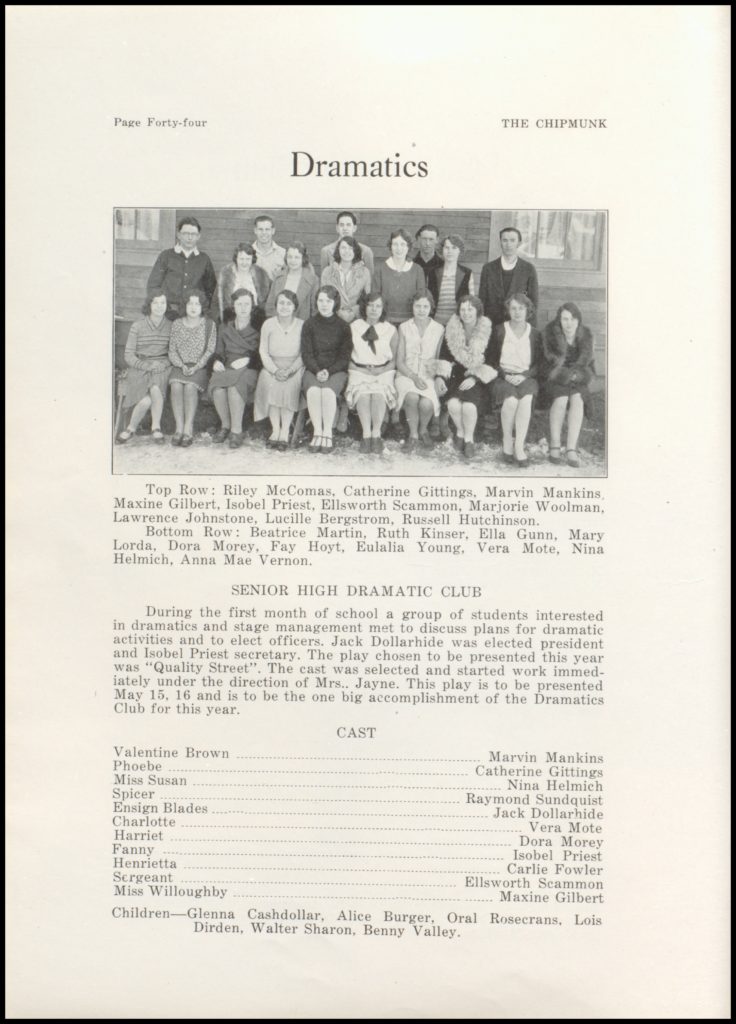 Page Forty-four THE CHIPMUNK
Dramatics
Top Row: Riley McComas, Catherine Gittings, Marvin Mankins,
Maxine Gilbert, Isobel Priest, Ellsworth Scammon, Marjorie Woolman,
Lawrence Johnstone, Lucille Bergstrom, Russell Hutchinson.
Bottom Row: Beatrice Martin, Ruth Kinser, Ella Gunn, Mary
Lorda, Dora Morey, Fay Hoyt, Eulalia Young, Vera Mote, Nina
Helmich, Anna Mae Vernon.
SENIOR HIGH DRAMATIC CLUB
During the first month of school a group of students interested
in dramatics and stage management met to discuss plans for dramatic
activities and to elect officers. Jack Dollarhide was elected president
and Isobel Priest secretary. The play chosen to be presented this year
was "Quality Street". The cast was selected and started work immed-
iately under the direction of Mrs.. Jayne. This play is to be presented
May 15, 16 and is to be the one big accomplishment of the Dramatics
Club for this year.
CAST
Valentine Brown Marvin Mankins
Phoebe Catherine Gittings
Miss Susan Nina Helmich
Spicer Raymond Sundquist
Ensign Blades Jack Dollarhide
Charlotte Vera Mote
Harriet Dora Morey
Fanny Isobel Priest
Henrietta Carlie Fowler
Sergeant Ellsworth Scammon
Miss Willoughby Maxine Gilbert
Children—Glenna Cashdollar, Alice Burger, Oral Rosecrans, Lois
Dirden, Walter Sharon, Benny Valley.